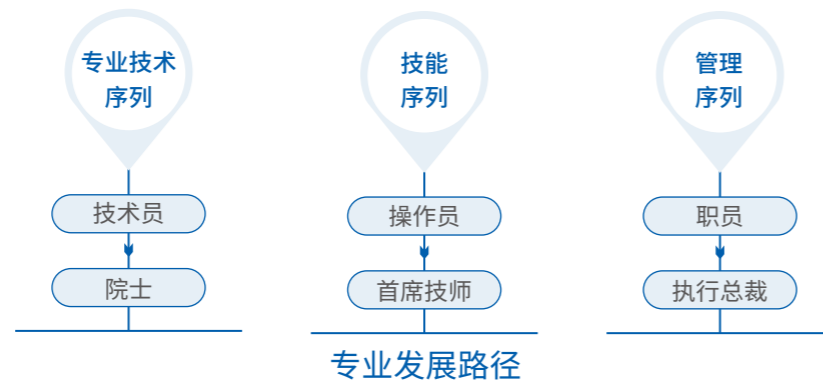 专业技术
序列
技术员
院士
技能
序列
操作员
首席技师
管理
序列
职员
执行总裁
专业发展路径